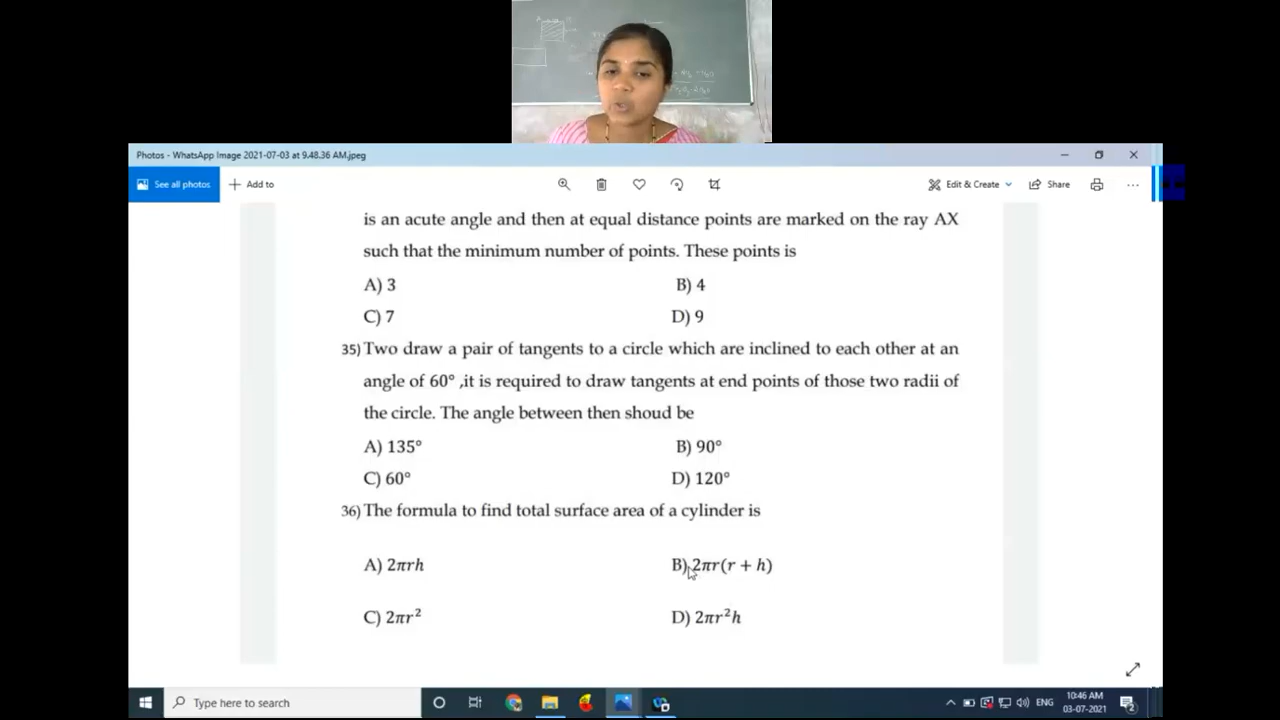 Photos - WhatsApp Image 2021-07-03 at 9.48.36 AM.jpeg
See all photos
Add to
Edit & Create
Share
is an acute angle and then at equal distance points are marked on the ray AX
such that the minimum number of points. These points is
A) 3 B) 4
C) 7 D) 9
35) Two draw a pair of tangents to a circle which are inclined to each other at an
angle of 60° ,it is required to draw tangents at end points of those two radii of
the circle. The angle between then shoud be
A) 135° B) 90°
C) 60° D) 120°
36) The formula to find total surface area of a cylinder is
A) 2πrh B) 2πr(r + h)
C) 2πr² D) 2πr²h
Type here to search
ENG
10:46 AM
03-07-2021
2